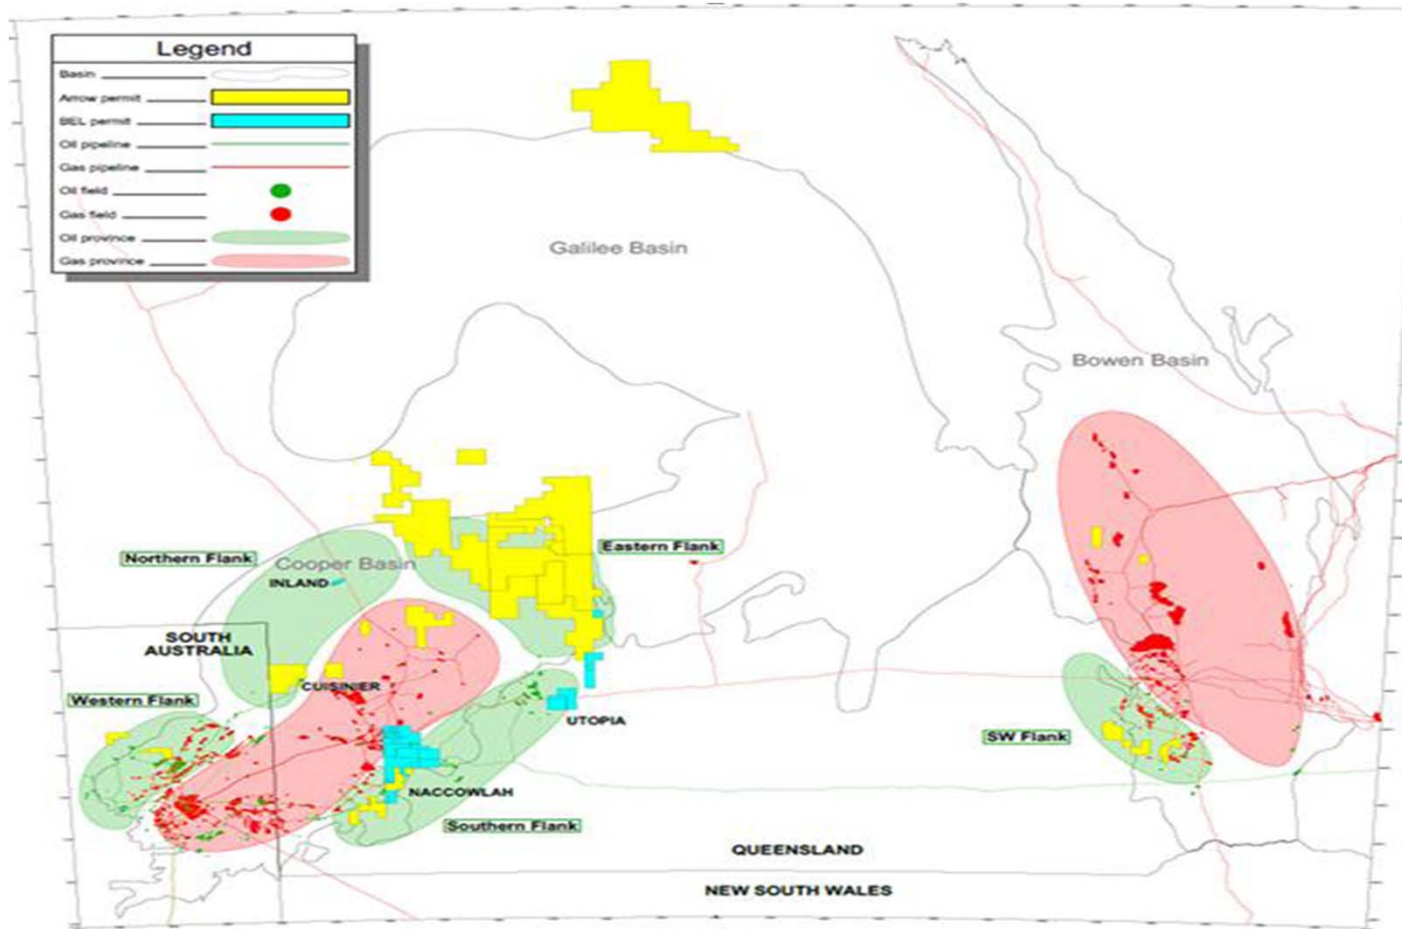 Legend
Basin
Arrow permit
BEL permit
Oil pipeline
Gas pipeline
Oil field
Gas field
Oil province
Gas province
Galilee Basin
Bowen Basin
Northern Flank
Eastern Flank
Cooper Basin
INLAND
SOUTH
AUSTRALIA
CUISINIER
Western Flank
UTOPIA
SW Flank
NACCOWLAH
Southern Flank
QUEENSLAND
NEW SOUTH WALES